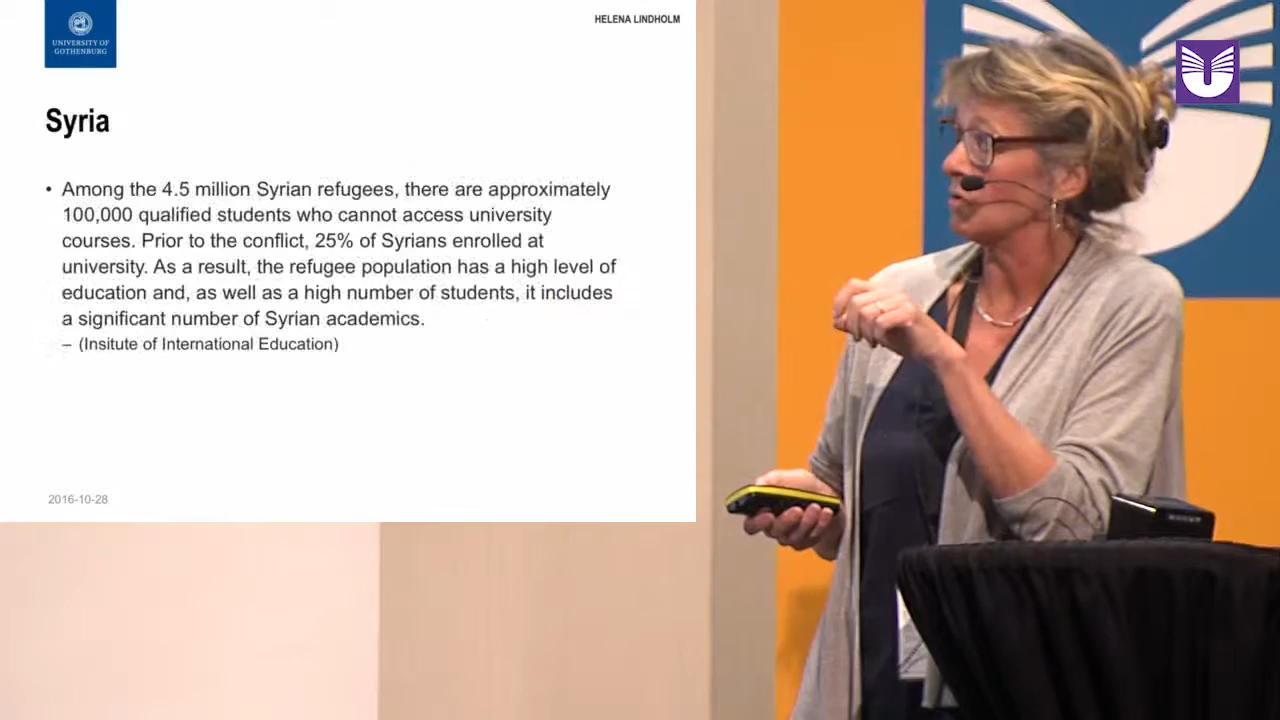 UNIVERSITY OF
GOTHENBURG
HELENA LINDHOLM
Syria
• Among the 4.5 million Syrian refugees, there are approximately
100,000 qualified students who cannot access university
courses. Prior to the conflict, 25% of Syrians enrolled at
university. As a result, the refugee population has a high level of
education and, as well as a high number of students, it includes
a significant number of Syrian academics.
– (Insitute of International Education)
2016-10-28